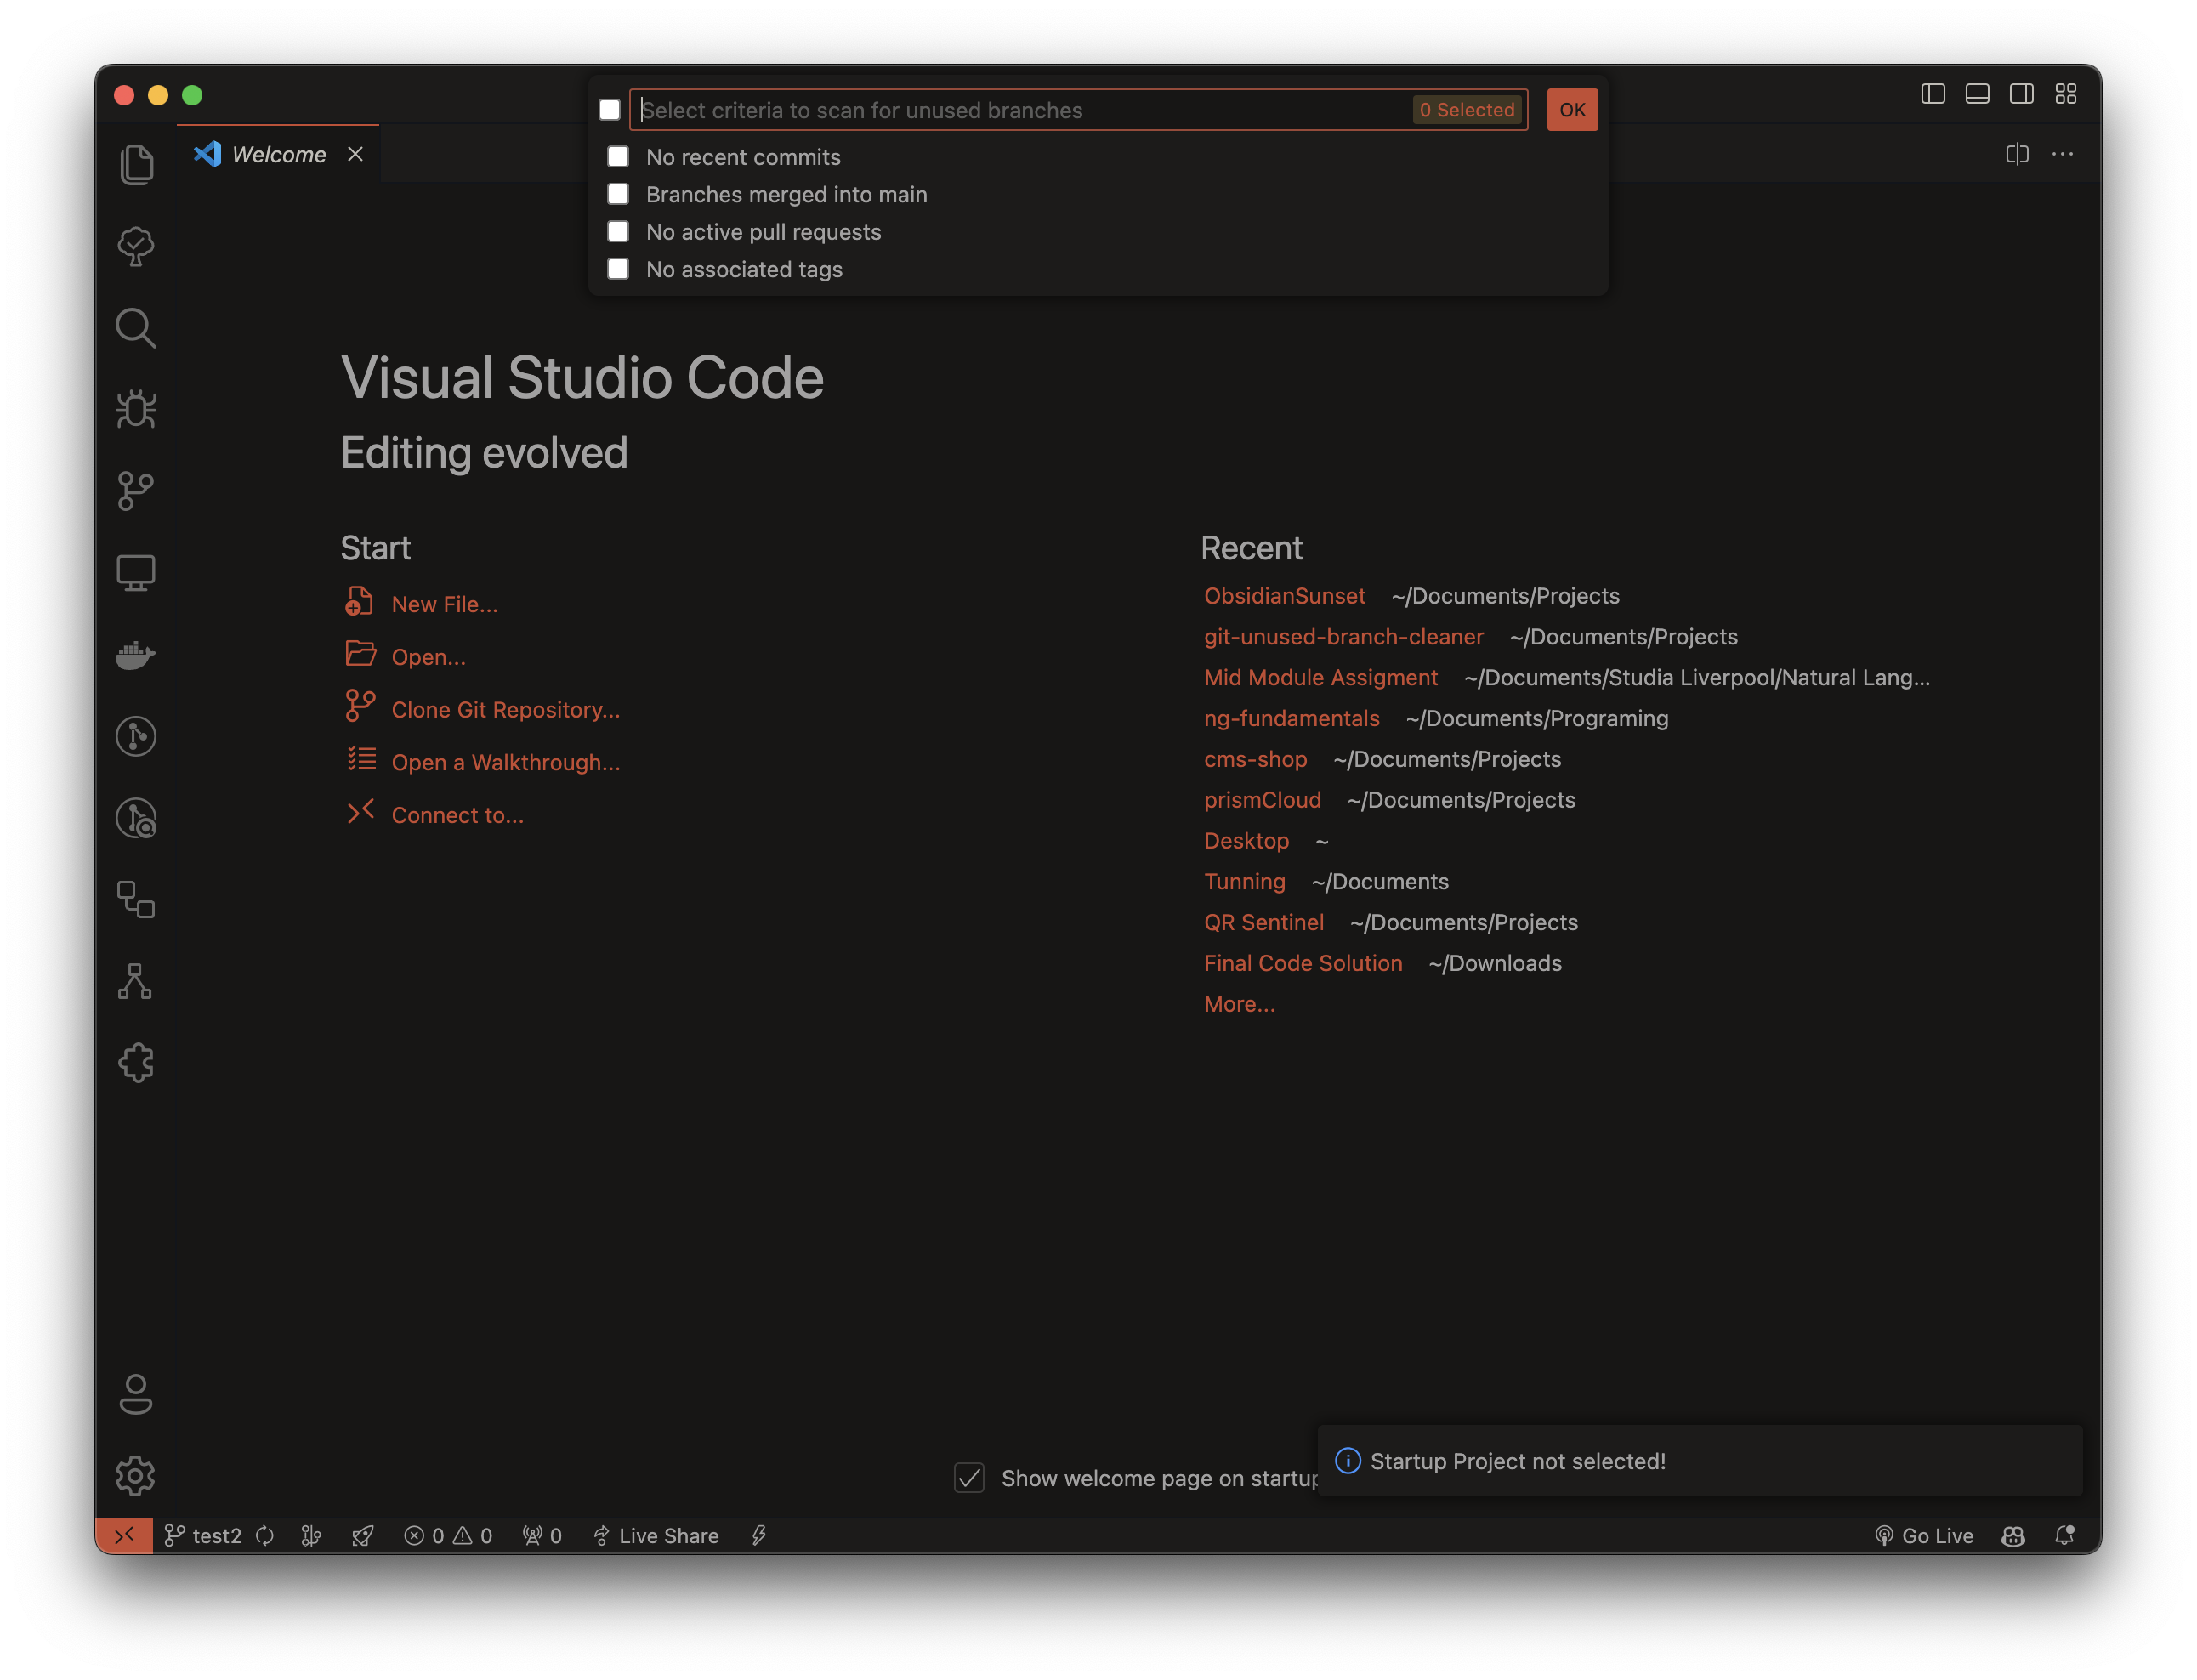 Select criteria to scan for unused branches 0 Selected OK
No recent commits
Branches merged into main
No active pull requests
No associated tags
Welcome
Visual Studio Code
Editing evolved
Start
New File...
Open...
Clone Git Repository...
Open a Walkthrough...
Connect to...
Recent
ObsidianSunset ~/Documents/Projects
git-unused-branch-cleaner ~/Documents/Projects
Mid Module Assigment ~/Documents/Studia Liverpool/Natural Lang...
ng-fundamentals ~/Documents/Programing
cms-shop ~/Documents/Projects
prismCloud ~/Documents/Projects
Desktop ~
Tunning ~/Documents
QR Sentinel ~/Documents/Projects
Final Code Solution ~/Downloads
More...
Show welcome page on startup
Startup Project not selected!
test2 0 0 0 Live Share Go Live